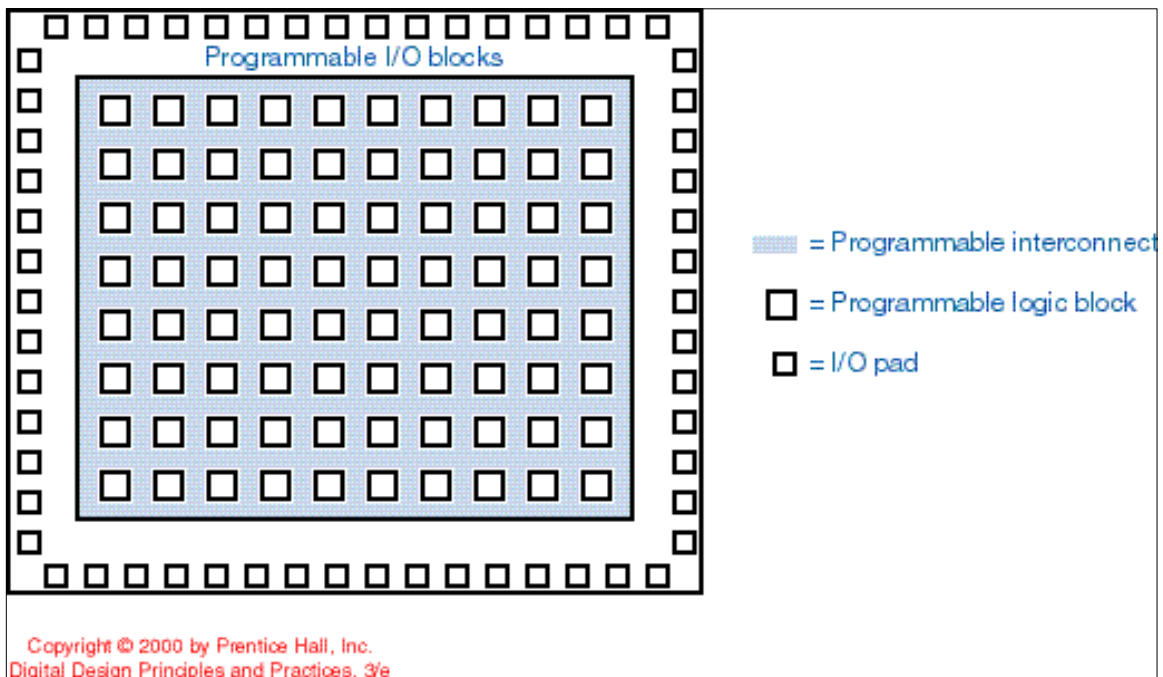 Programmable I/O blocks
= Programmable interconnect
= Programmable logic block
= I/O pad
Copyright © 2000 by Prentice Hall, Inc.
Digital Design Principles and Practices, 3/e